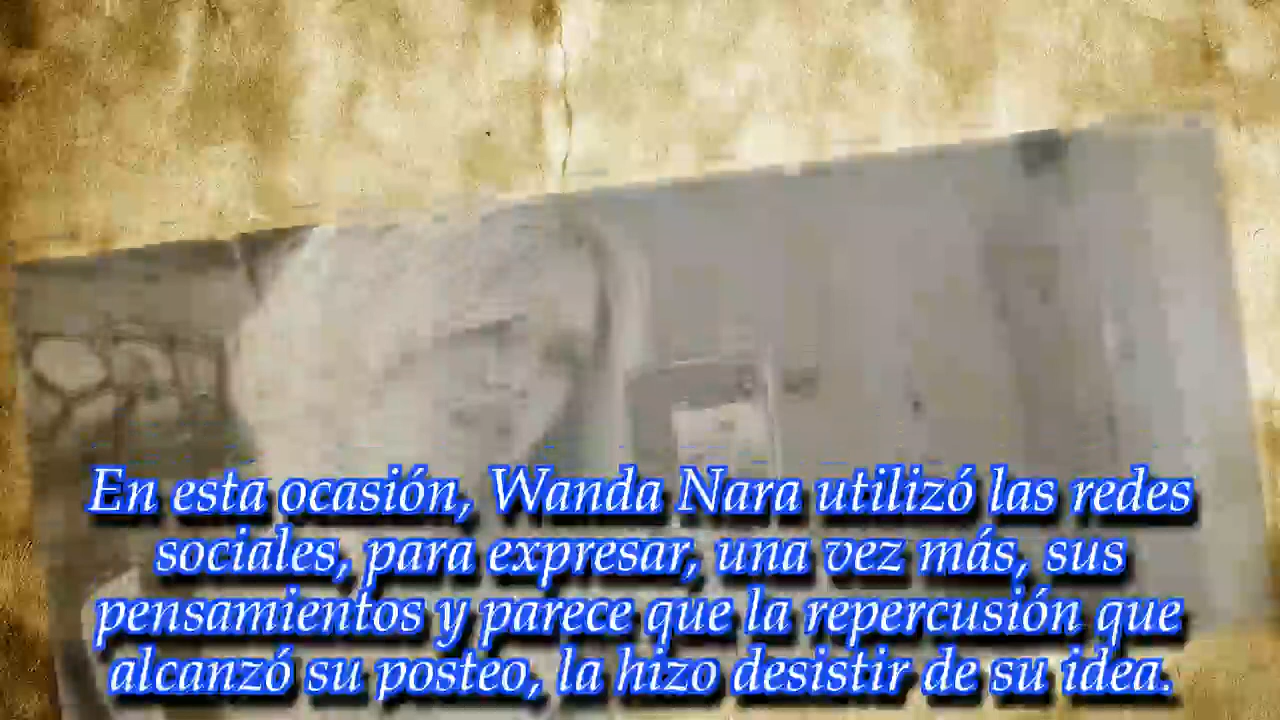 En esta ocasión, Wanda Nara utilizó las redes
sociales, para expresar, una vez más, sus
pensamientos y parece que la repercusión que
alcanzó su posteo, la hizo desistir de su idea.